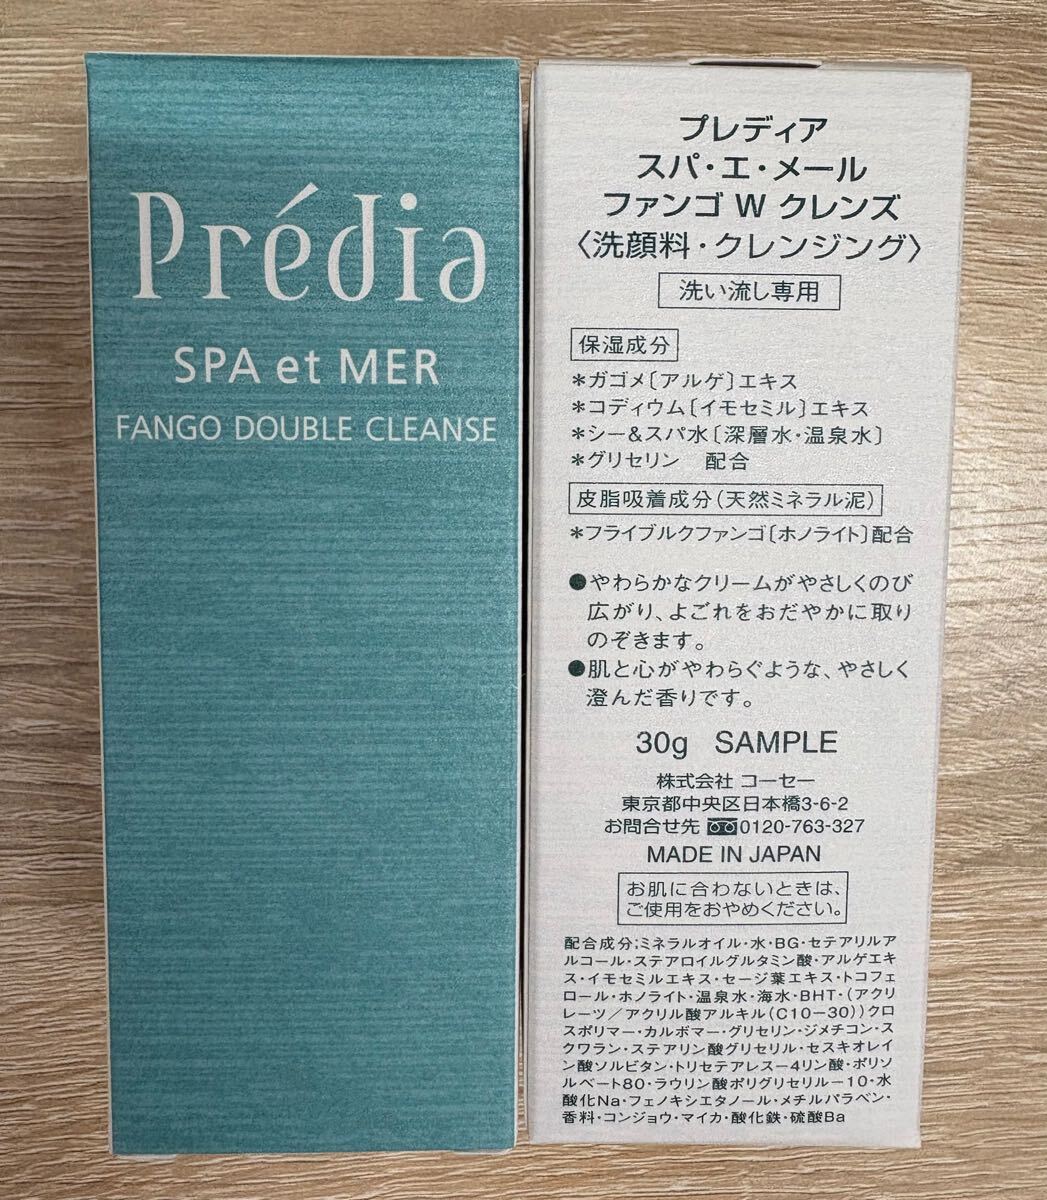 Prédia
SPA et MER
FANGO DOUBLE CLEANSE
プレディア
スパ・エ・メール
ファンゴ W クレンズ
〈洗顔料・クレンジング〉
洗い流し専用
保湿成分
＊ガゴメ〔アルゲ〕エキス
＊コディウム〔イモセミル〕エキス
＊シー&スパ水〔深層水・温泉水〕
＊グリセリン 配合
皮脂吸着成分（天然ミネラル泥）
＊フライブルクファンゴ〔ホノライト〕配合
●やわらかなクリームがやさしくのび
広がり、よごれをおだやかに取り
のぞきます。
●肌と心がやわらぐような、やさしく
澄んだ香りです。
30g SAMPLE
株式会社 コーセー
東京都中央区日本橋3-6-2
お問合せ先 0120-763-327
MADE IN JAPAN
お肌に合わないときは、
ご使用をおやめください。
配合成分；ミネラルオイル・水・BG・セテアリルア
ルコール・ステアロイルグルタミン酸・アルゲエキ
ス・イモセミルエキス・セージ葉エキス・トコフェ
ロール・ホノライト・温泉水・海水・BHT・（アクリ
レーツ／アクリル酸アルキル（C10－30））クロ
スポリマー・カルボマー・グリセリン・ジメチコン・ス
クワラン・ステアリン酸グリセリル・セスキオレイ
ン酸ソルビタン・トリセテアレスー4リン酸・ポリソ
ルベート80・ラウリン酸ポリグリセリルー10・水
酸化Na・フェノキシエタノール・メチルパラベン・
香料・コンジョウ・マイカ・酸化鉄・硫酸Ba